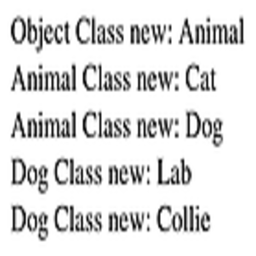 Object Class new: Animal
Animal Class new: Cat
Animal Class new: Dog
Dog Class new: Lab
Dog Class new: Collie